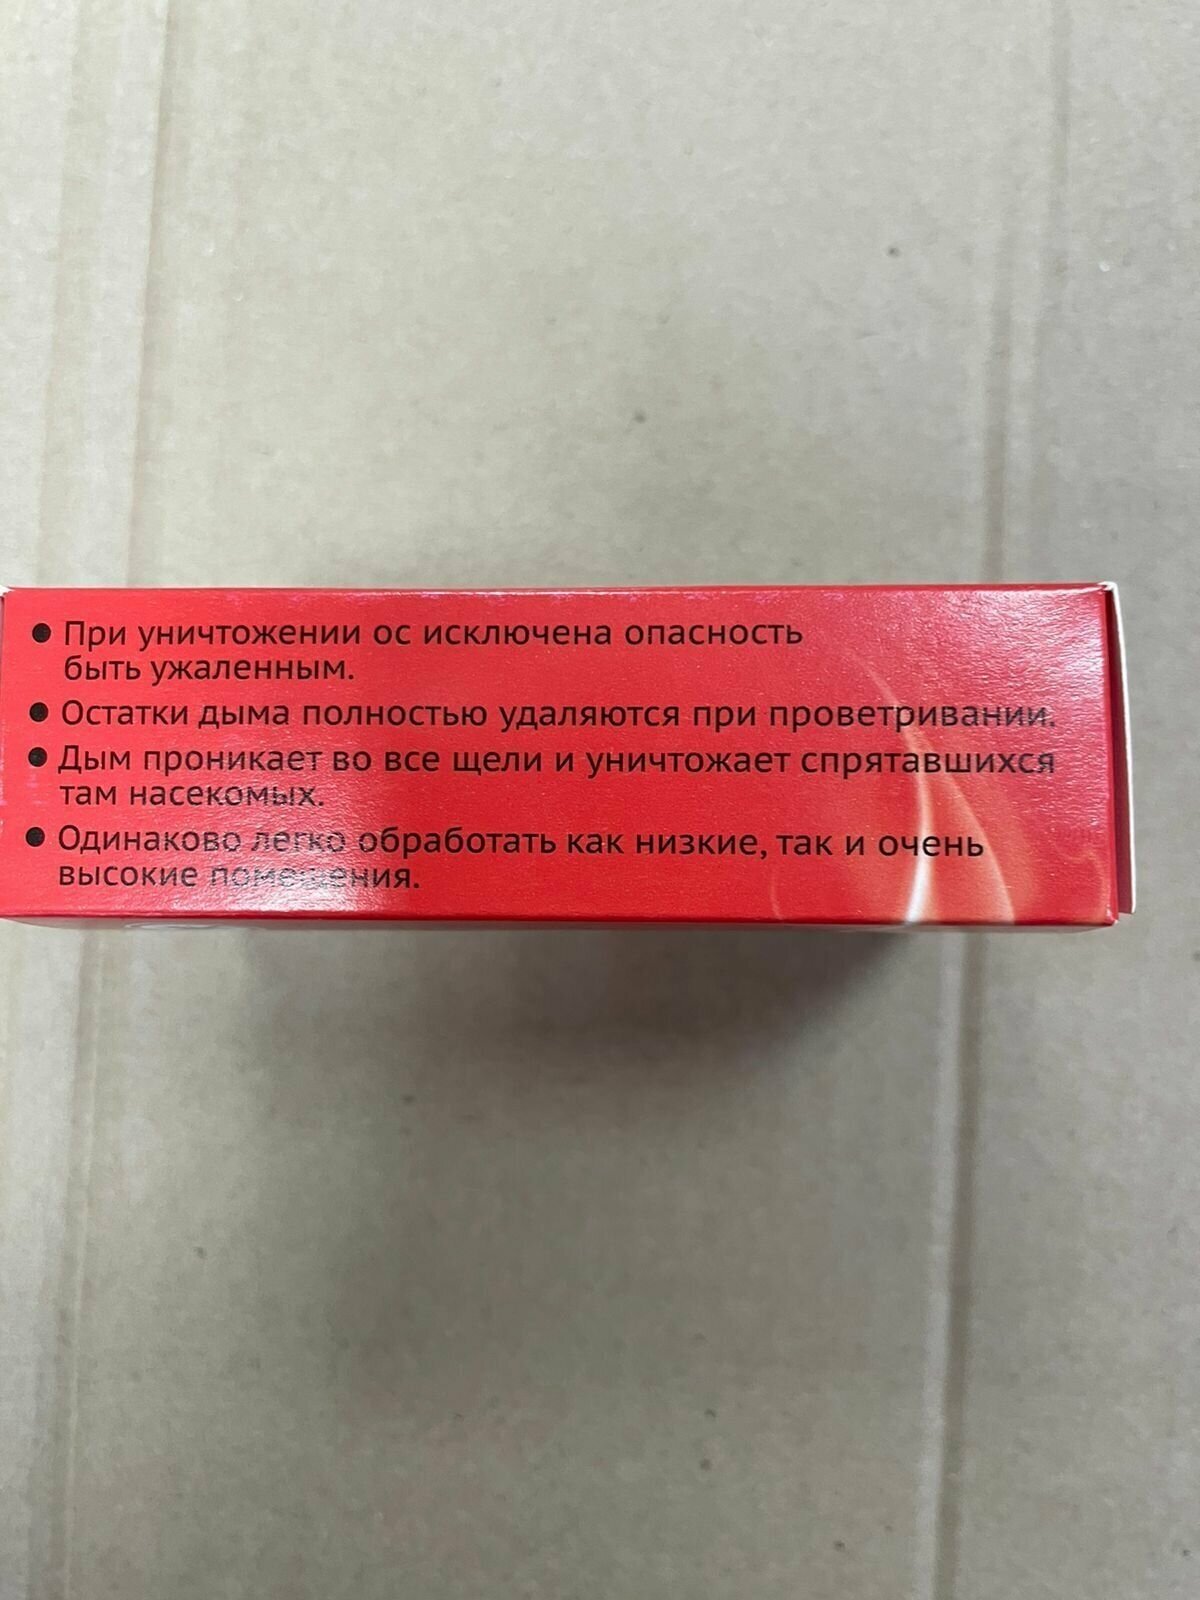 ● При уничтожении ос исключена опасность
быть ужаленным.
● Остатки дыма полностью удаляются при проветривании.
● Дым проникает во все щели и уничтожает спрятавшихся
там насекомых.
● Одинаково легко обработать как низкие, так и очень
высокие помещения.